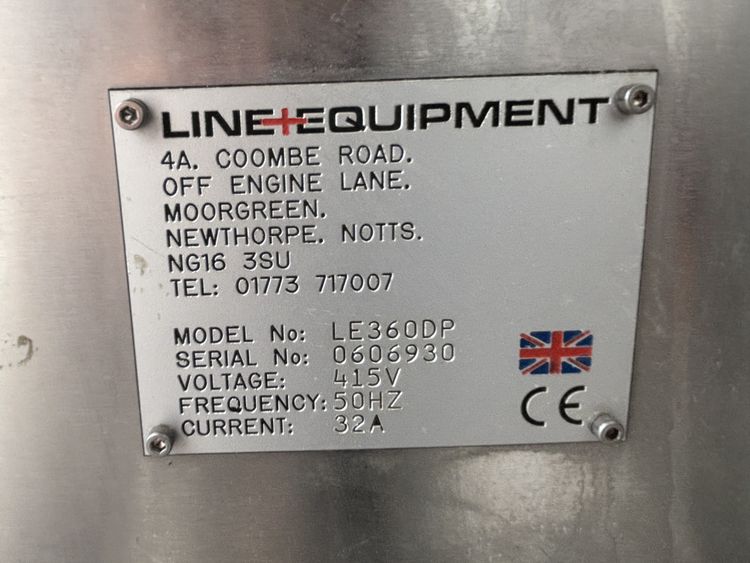 LINE+EQUIPMENT
4A. COOMBE ROAD.
OFF ENGINE LANE.
MOORGREEN.
NEWTHORPE. NOTTS.
NG16 3SU
TEL: 01773 717007
MODEL No: LE360DP
SERIAL No: 0606930
VOLTAGE: 415V
FREQUENCY: 50HZ
CURRENT: 32A
CE